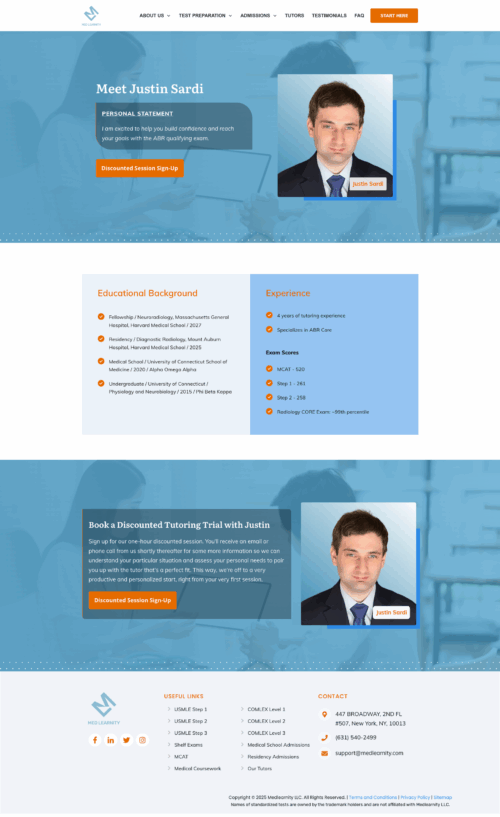 ABOUT US TEST PREPARATION ADMISSIONS TUTORS TESTIMONIALS FAQ START HERE
MEDLEARNITY
Meet Justin Sardi
PERSONAL STATEMENT
I am excited to help you build confidence and reach
your goals with the ABR qualifying exam.
Discounted Session Sign-Up
Justin Sardi
Educational Background
Fellowship / Neuroradiology, Massachusetts General
Hospital, Harvard Medical School / 2027
Residency / Diagnostic Radiology, Mount Auburn
Hospital, Harvard Medical School / 2025
Medical School / University of Connecticut School of
Medicine / 2020 / Alpha Omega Alpha
Undergraduate / University of Connecticut /
Physiology and Neurobiology / 2015 / Phi Beta Kappa
Experience
4 years of tutoring experience
Specializes in ABR Core
Exam Scores
MCAT - 520
Step 1 - 261
Step 2 - 258
Radiology CORE Exam: ~99th percentile
Book a Discounted Tutoring Trial with Justin
Sign up for our one-hour discounted session. You'll receive an email or
phone call from us shortly thereafter for some more information so we can
understand your particular situation and assess your personal needs to pair
you up with the tutor that's a perfect fit. This way, we're off to a very
productive and personalized start, right from your very first session.
Discounted Session Sign-Up
Justin Sardi
MEDLEARNITY
USEFUL LINKS
USMLE Step 1
USMLE Step 2
USMLE Step 3
Shelf Exams
MCAT
Medical Coursework
COMLEX Level 1
COMLEX Level 2
COMLEX Level 3
Medical School Admissions
Residency Admissions
Our Tutors
CONTACT
447 BROADWAY, 2ND FL
#507, New York, NY, 10013
(631) 540-2499
support@medlearnity.com
Copyright © 2025 Medlearnity LLC. All Rights Reserved. | Terms and Conditions | Privacy Policy | Sitemap
Names of standardized tests are owned by the trademark holders and are not affiliated with Medlearnity LLC.